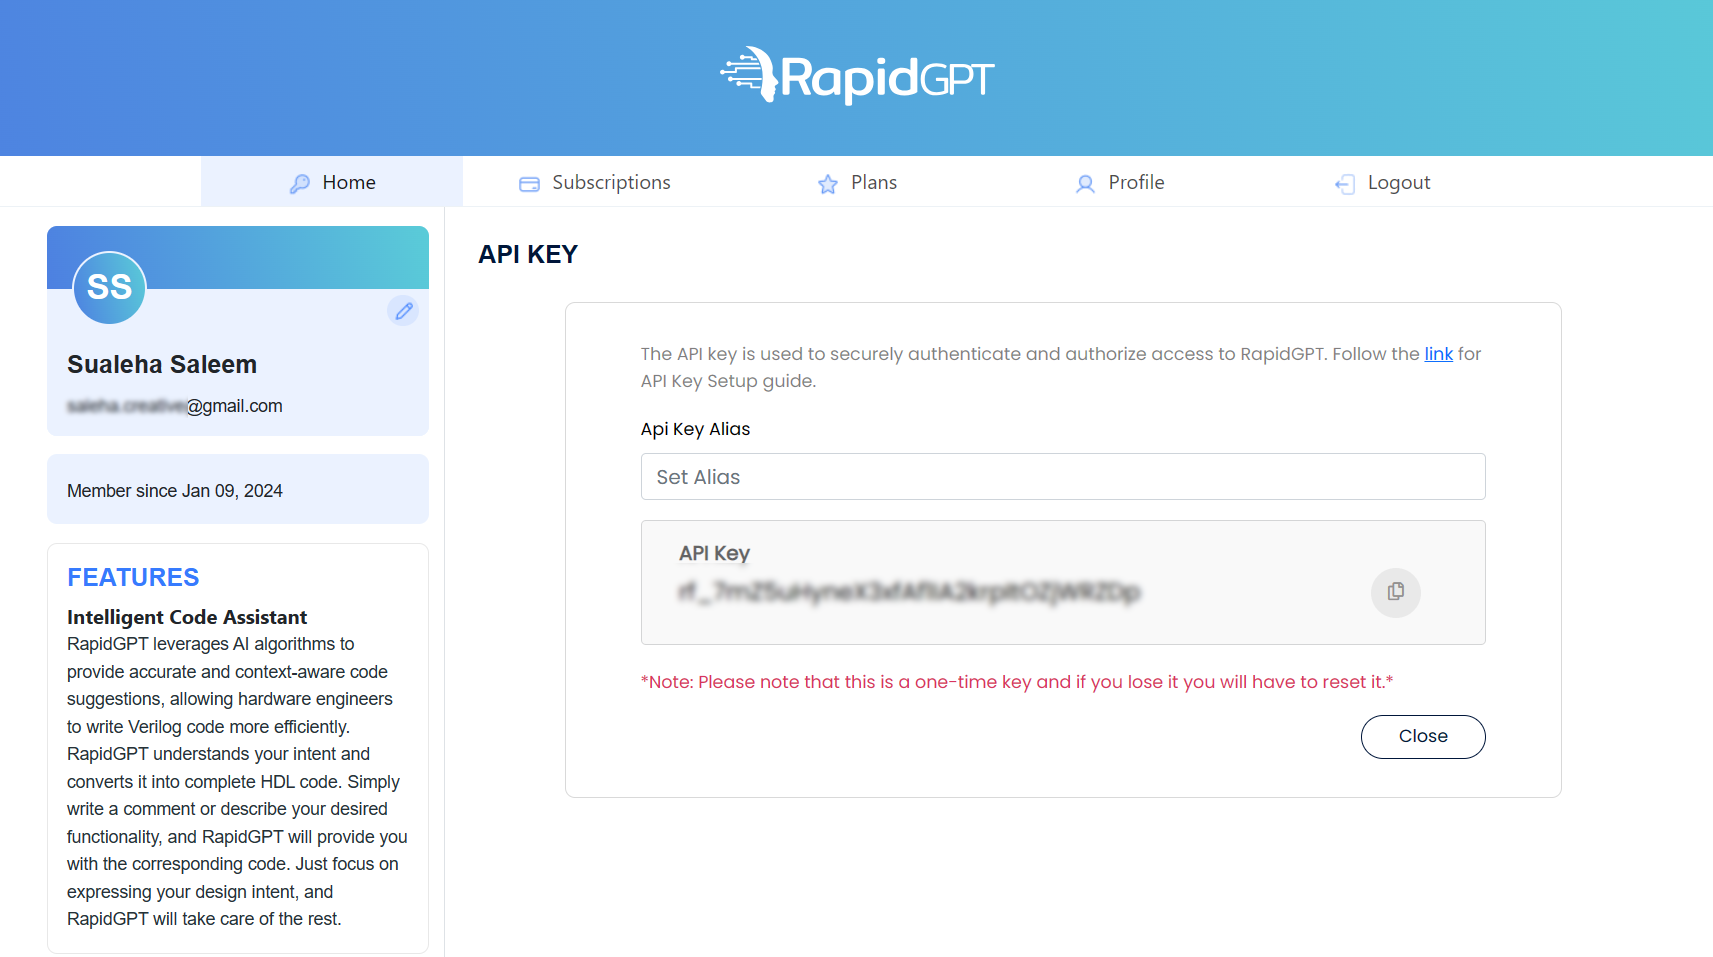 RapidGPT
Home
Subscriptions
Plans
Profile
Logout
SS
Sualeha Saleem
@gmail.com
Member since Jan 09, 2024
FEATURES
Intelligent Code Assistant
RapidGPT leverages AI algorithms to
provide accurate and context-aware code
suggestions, allowing hardware engineers
to write Verilog code more efficiently.
RapidGPT understands your intent and
converts it into complete HDL code. Simply
write a comment or describe your desired
functionality, and RapidGPT will provide you
with the corresponding code. Just focus on
expressing your design intent, and
RapidGPT will take care of the rest.
API KEY
The API key is used to securely authenticate and authorize access to RapidGPT. Follow the link for
API Key Setup guide.
Api Key Alias
Set Alias
API Key
*Note: Please note that this is a one-time key and if you lose it you will have to reset it.*
Close